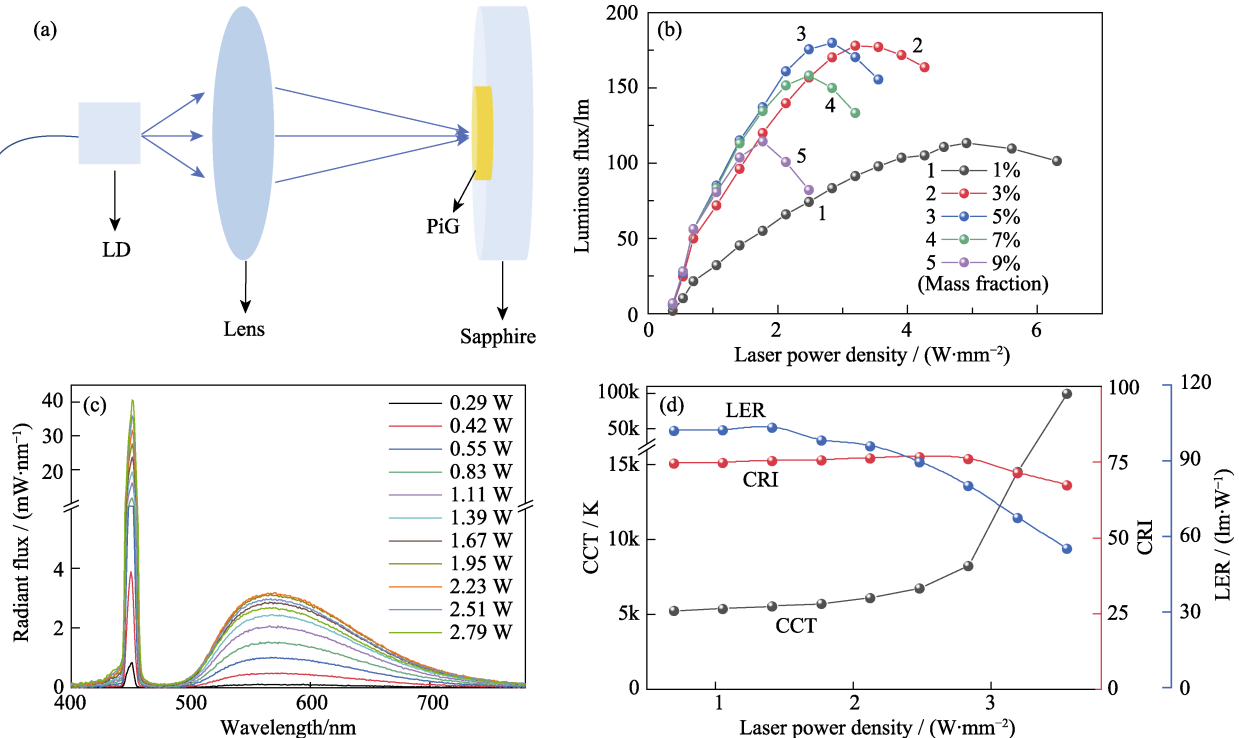 (a)
LD
Lens
PiG
Sapphire
(b)
Luminous flux/lm
200
150
100
50
0
0
2
4
6
Laser power density / (W·mm⁻²)
3
2
4
5
1
1 1%
2 3%
3 5%
4 7%
5 9%
(Mass fraction)
(c)
Radiant flux / (mW·nm⁻¹)
40
30
20
4
2
0
400
500
600
700
Wavelength/nm
0.29 W
0.42 W
0.55 W
0.83 W
1.11 W
1.39 W
1.67 W
1.95 W
2.23 W
2.51 W
2.79 W
(d)
CCT / K
100k
50k
15k
10k
5k
0k
LER
CRI
CCT
1
2
3
Laser power density / (W·mm⁻²)
100
75
50
25
0
CRI
120
90
60
30
0
LER / (lm·W⁻¹)